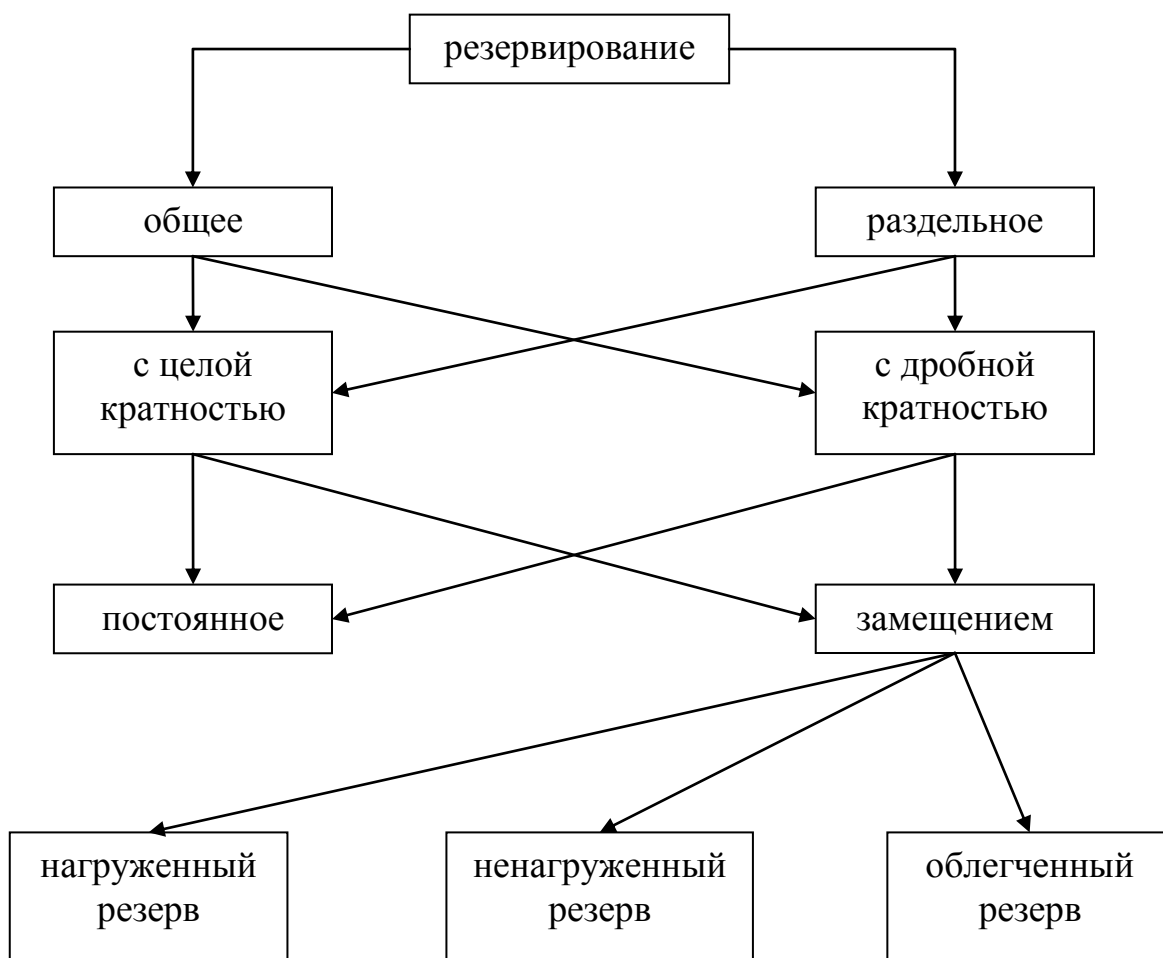 резервирование
общее
раздельное
с целой
кратностью
с дробной
кратностью
постоянное
замещением
нагруженный
резерв
ненагруженный
резерв
облегченный
резерв